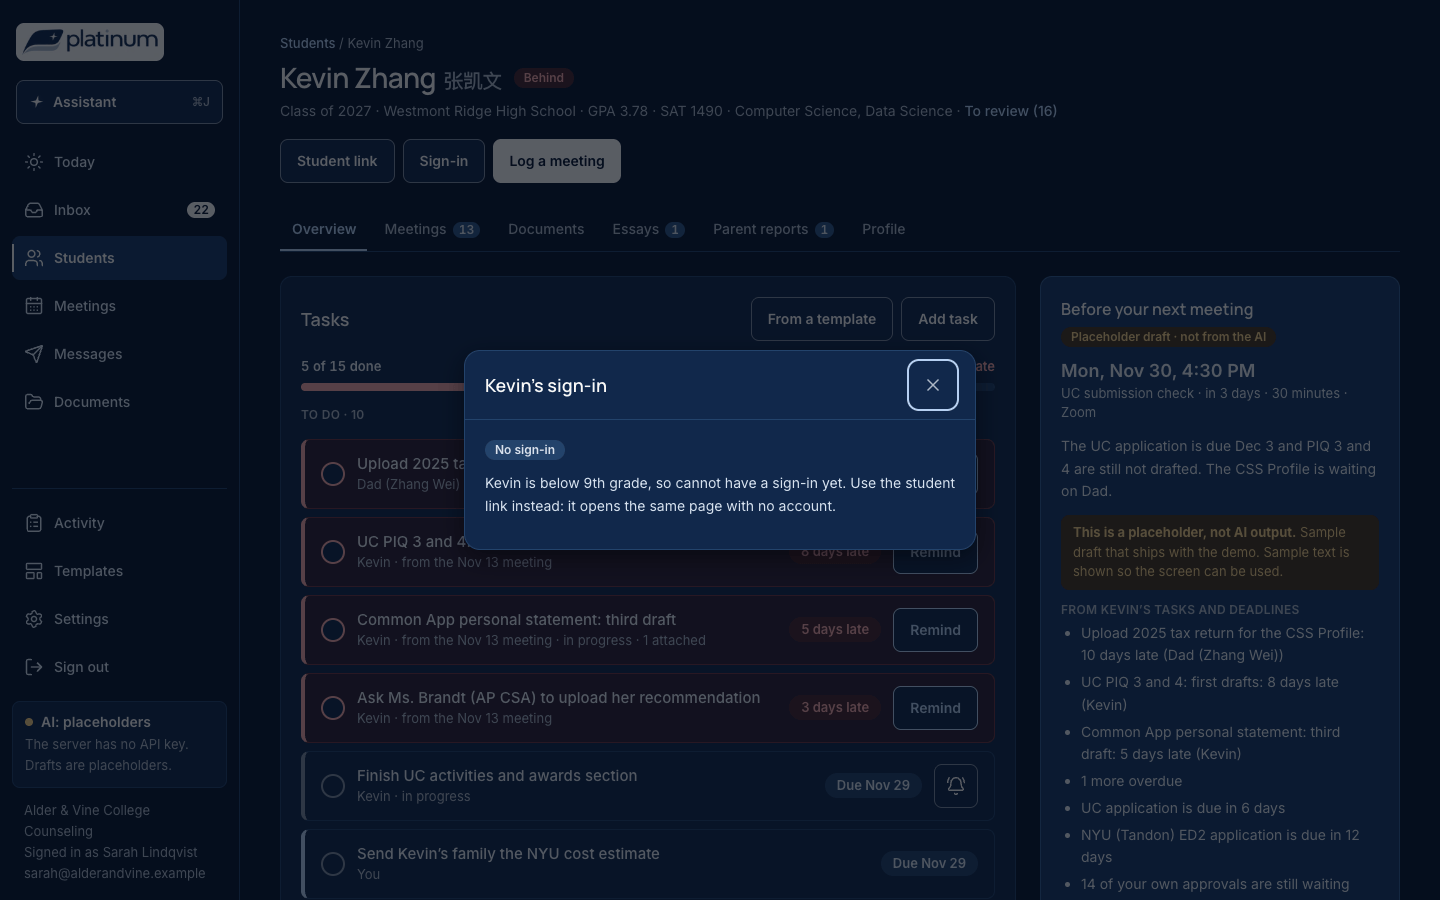 platinum
Assistant ⌘J
Today
Inbox 22
Students
Meetings
Messages
Documents
Activity
Templates
Settings
Sign out
AI: placeholders
The server has no API key.
Drafts are placeholders.
Alder & Vine College
Counseling
Signed in as Sarah Lindqvist
sarah@alderandvine.example
Students / Kevin Zhang
Kevin Zhang 张凯文 Behind
Class of 2027 · Westmont Ridge High School · GPA 3.78 · SAT 1490 · Computer Science, Data Science · To review (16)
Student link Sign-in Log a meeting
Overview Meetings 13 Documents Essays 1 Parent reports 1 Profile
Tasks From a template Add task
5 of 15 done
TO DO · 10
Upload 2025
Dad (Zhang Wei)
UC PIQ 3 and 4
8 days late Remind
Kevin · from the Nov 13 meeting
Common App personal statement: third draft
Kevin · from the Nov 13 meeting · in progress · 1 attached
5 days late Remind
Ask Ms. Brandt (AP CSA) to upload her recommendation
Kevin · from the Nov 13 meeting
3 days late Remind
Finish UC activities and awards section
Kevin · in progress
Due Nov 29
Send Kevin’s family the NYU cost estimate
You
Due Nov 29
Kevin’s sign-in
No sign-in
Kevin is below 9th grade, so cannot have a sign-in yet. Use the student
link instead: it opens the same page with no account.
Before your next meeting
Placeholder draft · not from the AI
Mon, Nov 30, 4:30 PM
UC submission check · in 3 days · 30 minutes ·
Zoom
The UC application is due Dec 3 and PIQ 3 and
4 are still not drafted. The CSS Profile is waiting
on Dad.
This is a placeholder, not AI output. Sample
draft that ships with the demo. Sample text is
shown so the screen can be used.
FROM KEVIN’S TASKS AND DEADLINES
Upload 2025 tax return for the CSS Profile:
10 days late (Dad (Zhang Wei))
UC PIQ 3 and 4: first drafts: 8 days late
(Kevin)
Common App personal statement: third
draft: 5 days late (Kevin)
1 more overdue
UC application is due in 6 days
NYU (Tandon) ED2 application is due in 12
days
14 of your own approvals are still waiting